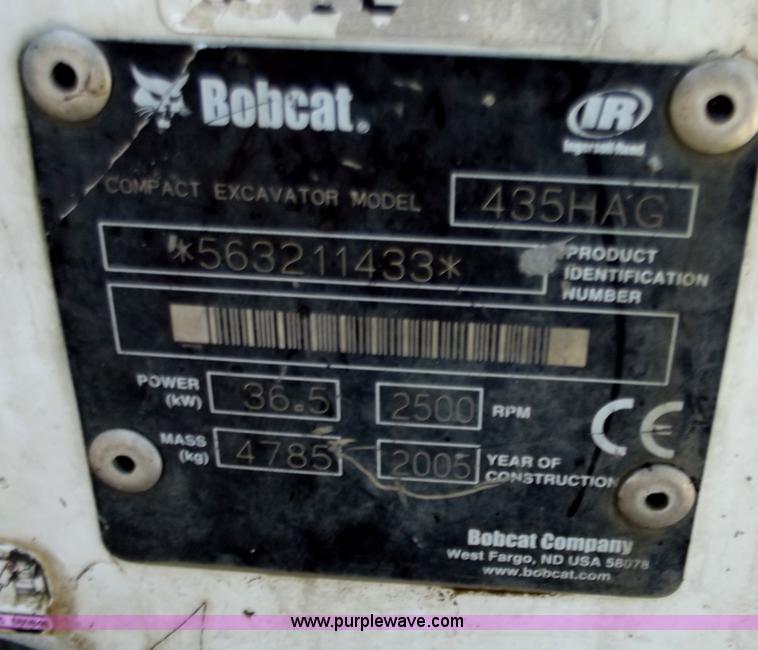 Bobcat.
IR
Ingersoll Rand
COMPACT EXCAVATOR MODEL 435HAG
*563211433* PRODUCT
IDENTIFICATION
NUMBER
POWER
(kW) 36.5 2500 RPM
CE
MASS
(kg) 4785 2005 YEAR OF
CONSTRUCTION
Bobcat Company
West Fargo, ND USA 58078
www.bobcat.com
www.purplewave.com